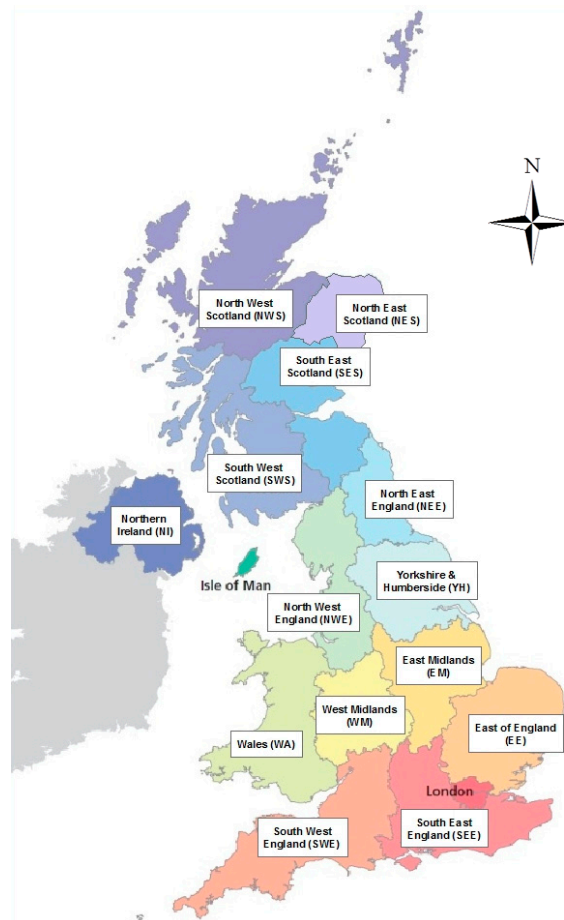 N
North West
Scotland (NWS)
North East
Scotland (NES)
South East
Scotland (SES)
South West
Scotland (SWS)
North East
England (NEE)
Northern
Ireland (NI)
Isle of Man
Yorkshire &
Humberside (YH)
North West
England (NWE)
East Midlands
(EM)
West Midlands
(WM)
East of England
(EE)
Wales (WA)
London
South West
England (SWE)
South East
England (SEE)